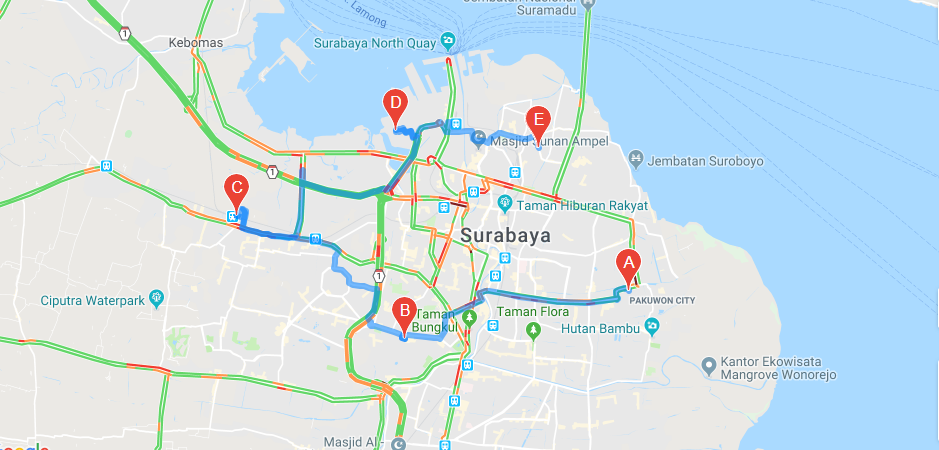 Lamong
Jembatan Nasional
Suramadu
1
Kebomas
Surabaya North Quay
D
E
Masjid Sunan Ampel
Jembatan Suroboyo
1
C
Taman Hiburan Rakyat
Surabaya
A
1
Ciputra Waterpark
PAKUWON CITY
B
Taman
Bungkul
Taman Flora
Hutan Bambu
Kantor Ekowisata
Mangrove Wonorejo
Masjid Al-